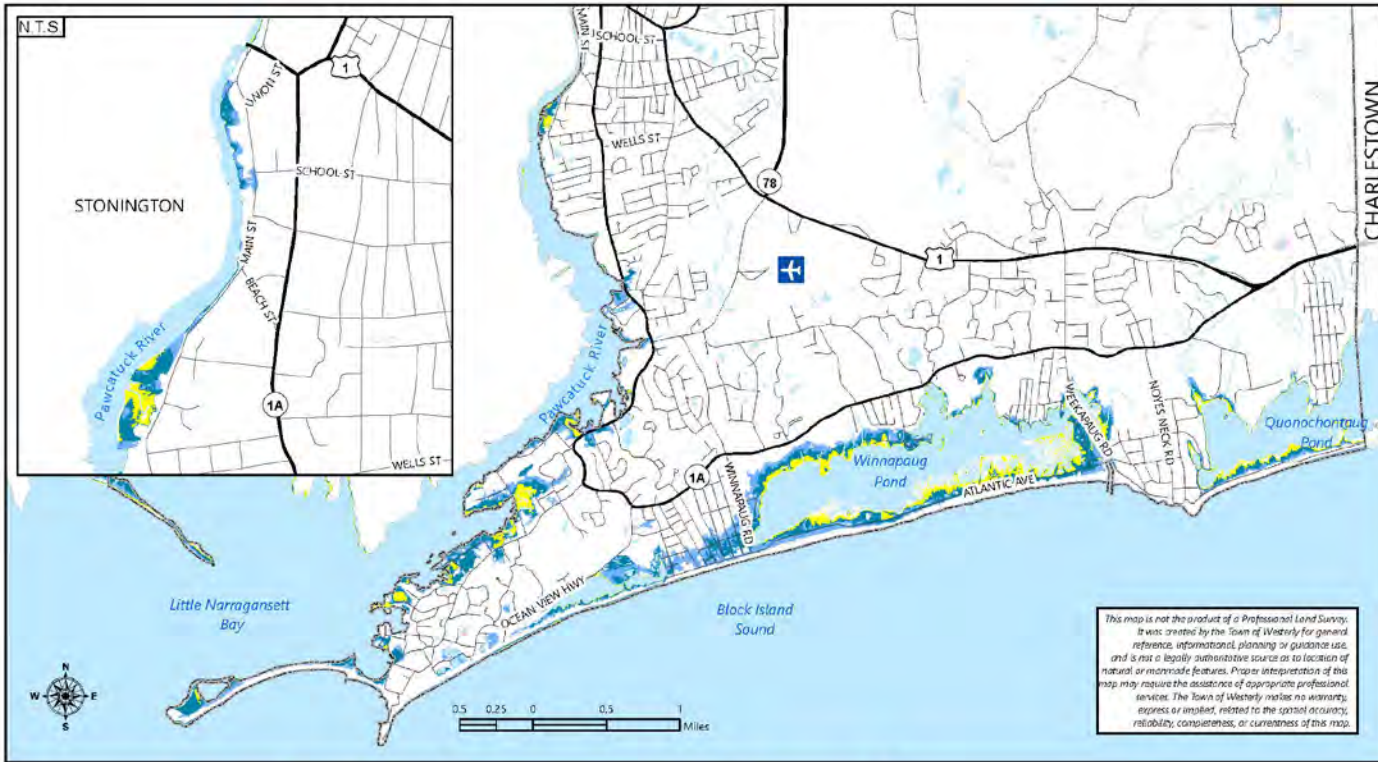 N.T.S
UNION ST
1
SCHOOL ST
STONINGTON
MAIN ST
BEACH ST
Pawcatuck River
1A
WELLS ST
MAIN ST
SCHOOL ST
WELLS ST
78
1
CHARLESTOWN
Pawcatuck River
WEEKAPAUG RD
NOYES NECK RD
Quonochontaug
Pond
Winnapaug
Pond
1A
WINNAPAUG RD
ATLANTIC AVE
OCEAN VIEW HWY
Little Narragansett
Bay
Block Island
Sound
N
W E
S
0.5 0.25 0 0.5 1
Miles
This map is not the product of a Professional Land Survey.
It was created by the Town of Westerly for general
reference, informational, planning or guidance use,
and is not a legally authoritative source as to location of
natural or manmade features. Proper interpretation of this
map may require the assistance of appropriate professional
services. The Town of Westerly makes no warranty,
express or implied, related to the spatial accuracy,
reliability, completeness, or currentness of this map.